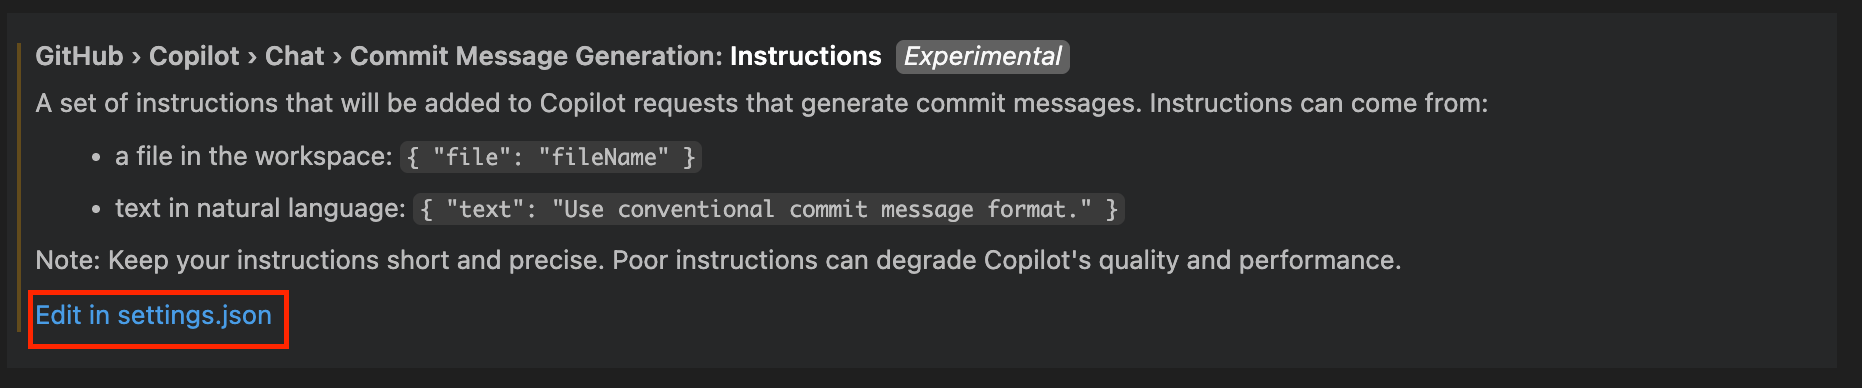 GitHub › Copilot › Chat › Commit Message Generation: Instructions Experimental
A set of instructions that will be added to Copilot requests that generate commit messages. Instructions can come from:
• a file in the workspace: { "file": "fileName" }
• text in natural language: { "text": "Use conventional commit message format." }
Note: Keep your instructions short and precise. Poor instructions can degrade Copilot's quality and performance.
Edit in settings.json